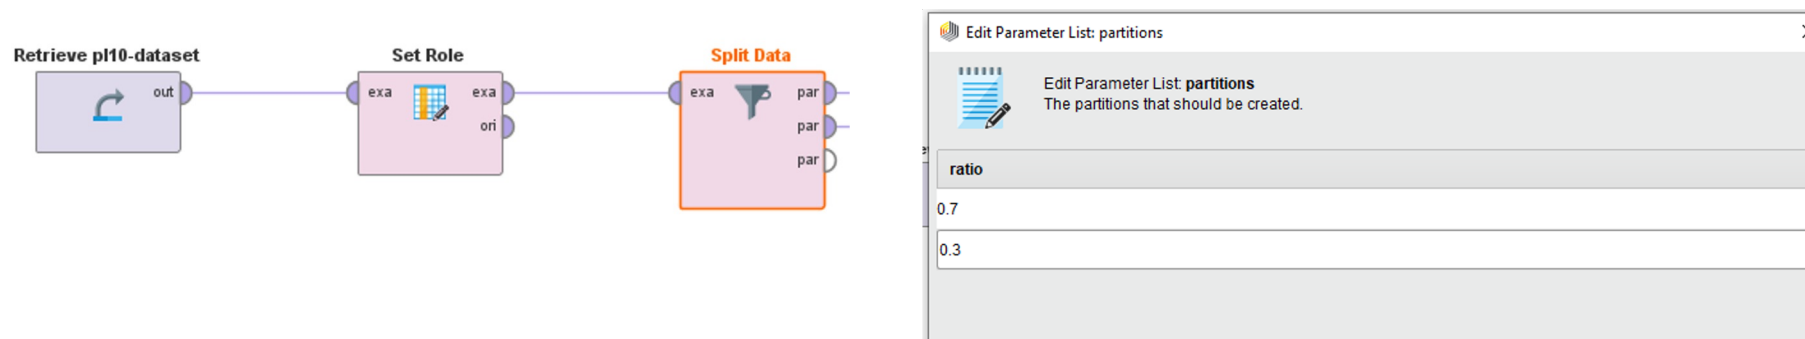 Retrieve pl10-dataset
out
Set Role
exa
exa
ori
Split Data
exa
par
par
par
Edit Parameter List: partitions
Edit Parameter List: partitions
The partitions that should be created.
ratio
0.7
0.3